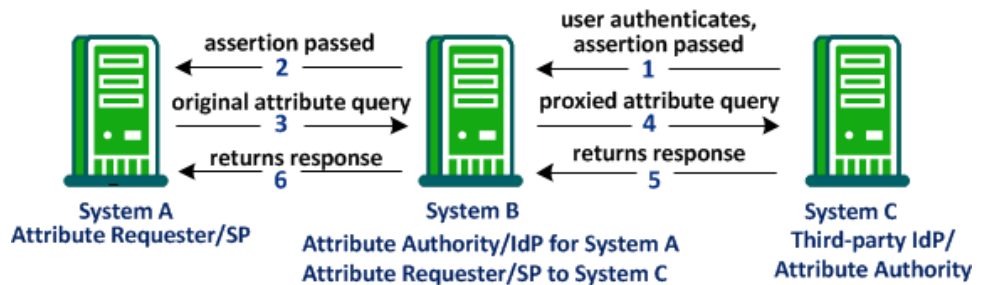 user authenticates,
assertion passed
1
assertion passed
2
original attribute query
3
proxied attribute query
4
returns response
6
returns response
5
System A
Attribute Requester/SP
System B
Attribute Authority/IdP for System A
Attribute Requester/SP to System C
System C
Third-party IdP/
Attribute Authority